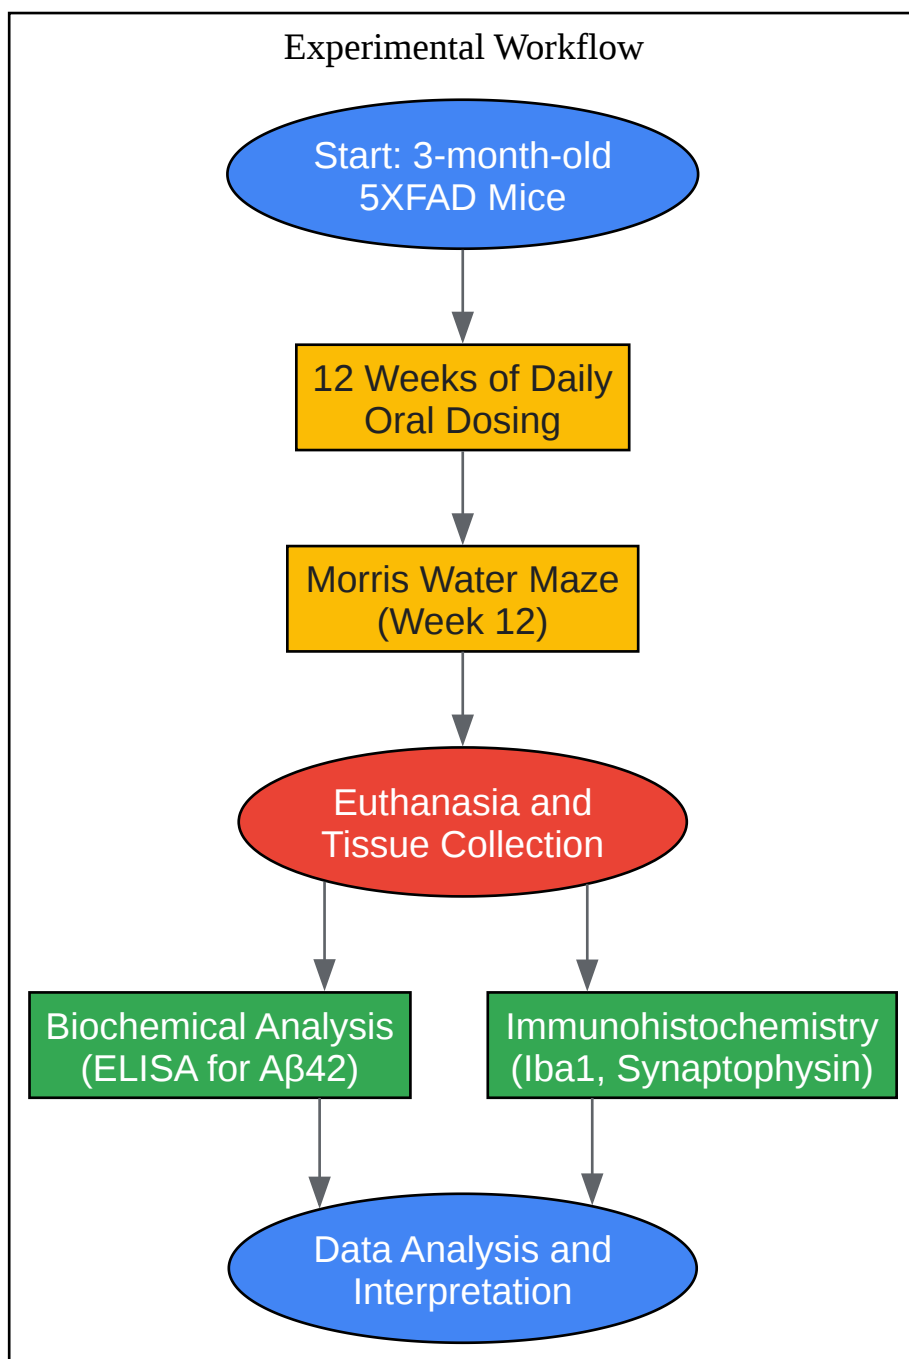 Experimental Workflow
Start: 3-month-old
5XFAD Mice
12 Weeks of Daily
Oral Dosing
Morris Water Maze
(Week 12)
Euthanasia and
Tissue Collection
Biochemical Analysis
(ELISA for Aβ42)
Immunohistochemistry
(Iba1, Synaptophysin)
Data Analysis and
Interpretation